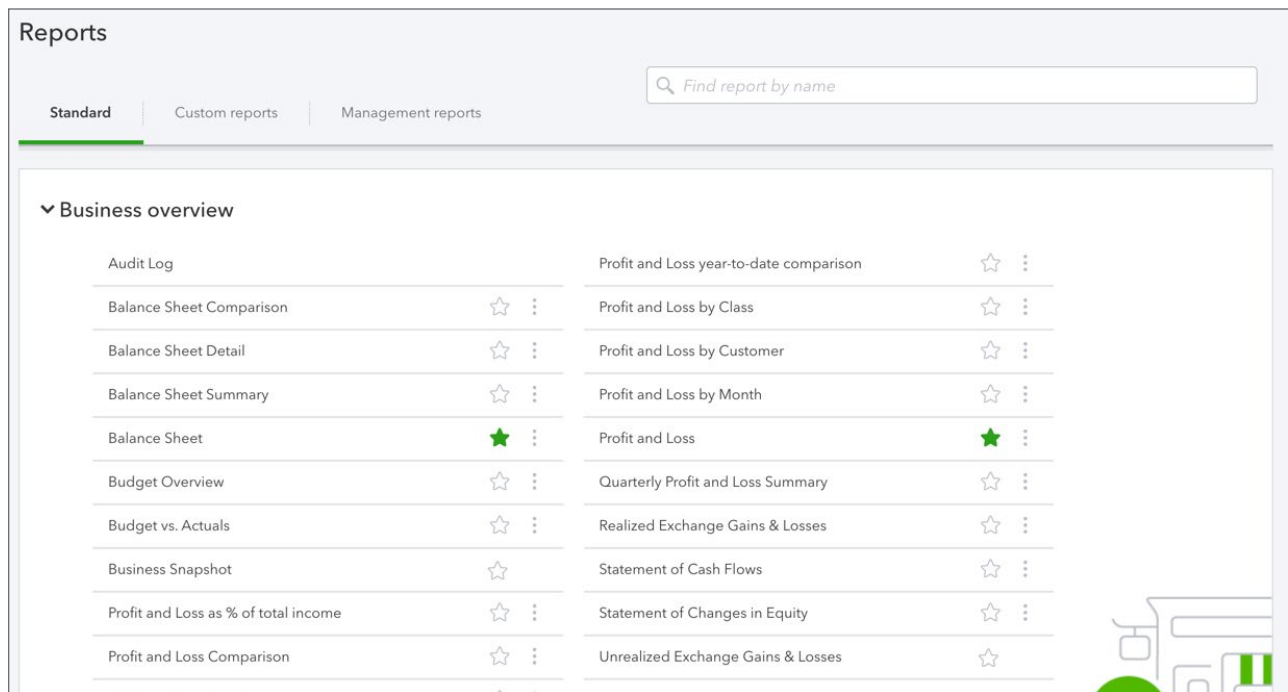 Reports
Find report by name
Standard
Custom reports
Management reports
Business overview
Audit Log
Balance Sheet Comparison
Balance Sheet Detail
Balance Sheet Summary
Balance Sheet
Budget Overview
Budget vs. Actuals
Business Snapshot
Profit and Loss as % of total income
Profit and Loss Comparison
Profit and Loss year-to-date comparison
Profit and Loss by Class
Profit and Loss by Customer
Profit and Loss by Month
Profit and Loss
Quarterly Profit and Loss Summary
Realized Exchange Gains & Losses
Statement of Cash Flows
Statement of Changes in Equity
Unrealized Exchange Gains & Losses